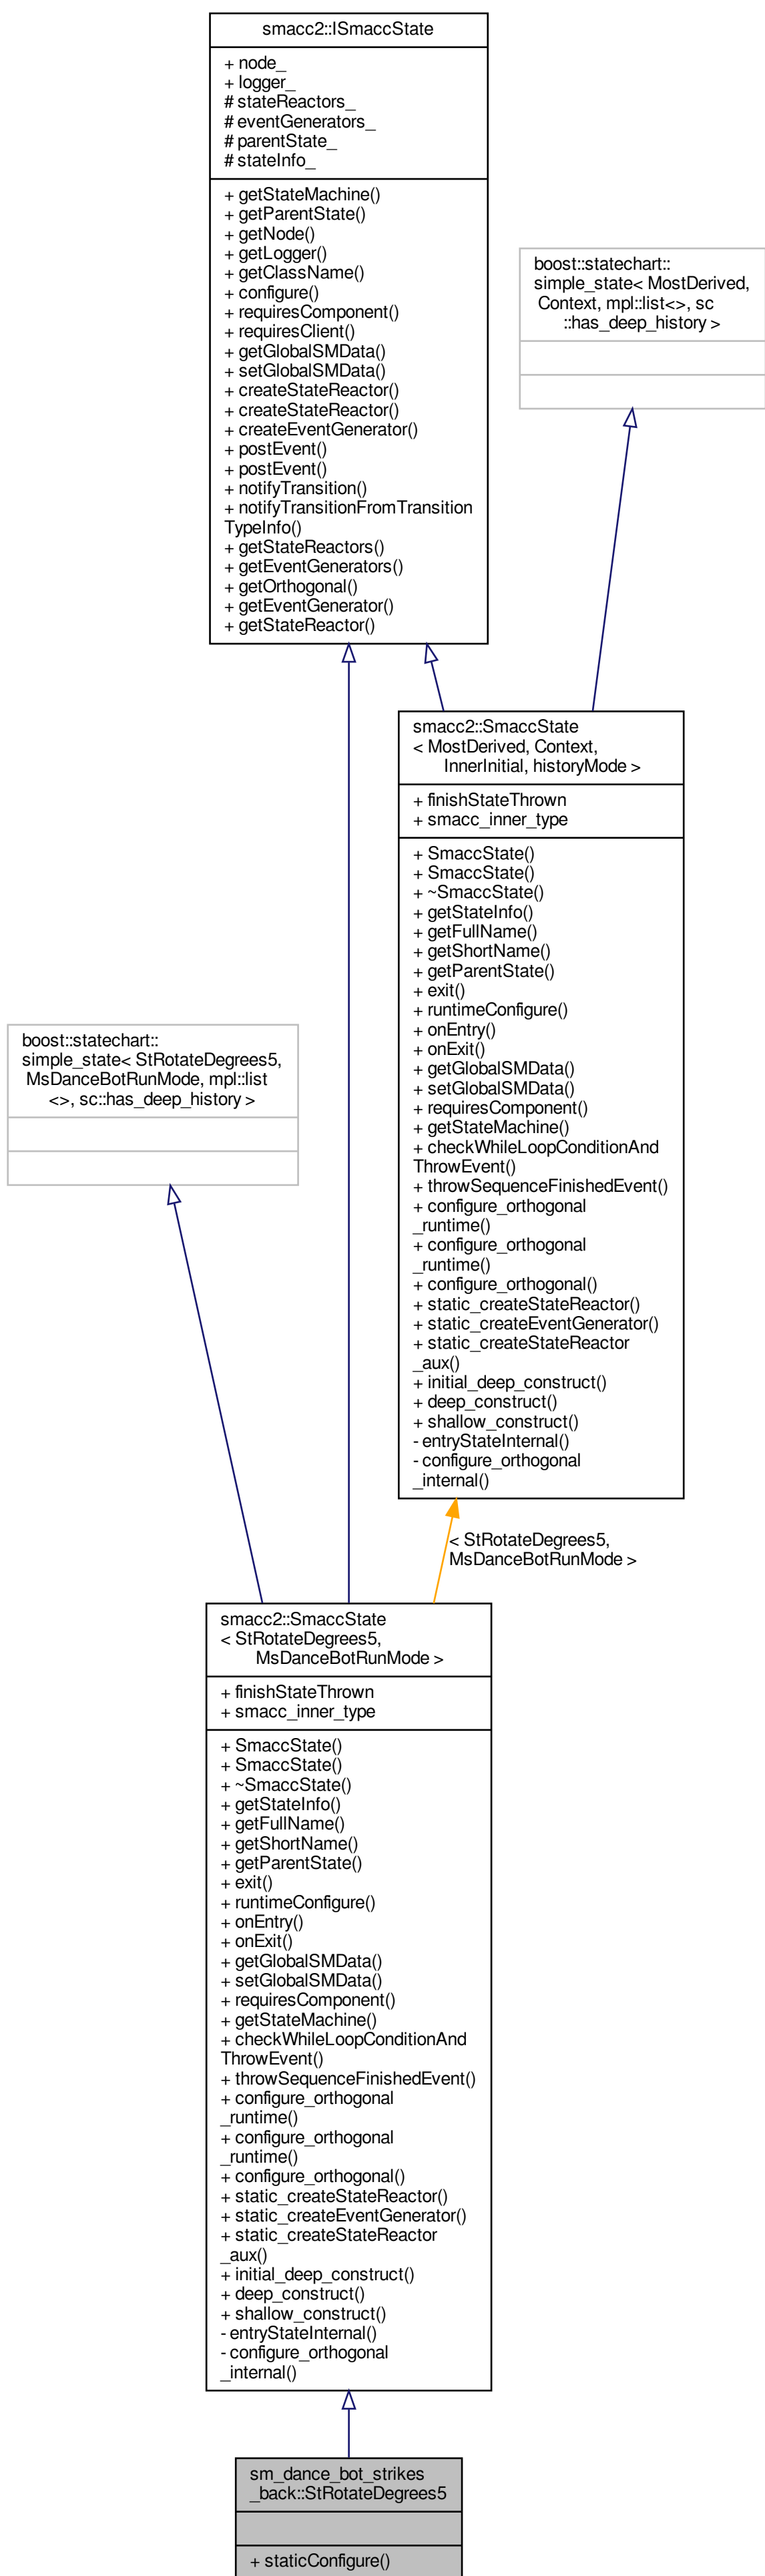 smacc2::ISmaccState
+ node_
+ logger_
# stateReactors_
# eventGenerators_
# parentState_
# stateInfo_
+ getStateMachine()
+ getParentState()
+ getNode()
+ getLogger()
+ getClassName()
+ configure()
+ requiresComponent()
+ requiresClient()
+ getGlobalSMData()
+ setGlobalSMData()
+ createStateReactor()
+ createStateReactor()
+ createEventGenerator()
+ postEvent()
+ postEvent()
+ notifyTransition()
+ notifyTransitionFromTransition
TypeInfo()
+ getStateReactors()
+ getEventGenerators()
+ getOrthogonal()
+ getEventGenerator()
+ getStateReactor()
boost::statechart::
simple_state< MostDerived,
Context, mpl::list<>, sc
::has_deep_history >
smacc2::SmaccState
< MostDerived, Context,
InnerInitial, historyMode >
+ finishStateThrown
+ smacc_inner_type
+ SmaccState()
+ SmaccState()
+ ~SmaccState()
+ getStateInfo()
+ getFullName()
+ getShortName()
+ getParentState()
+ exit()
+ runtimeConfigure()
+ onEntry()
+ onExit()
+ getGlobalSMData()
+ setGlobalSMData()
+ requiresComponent()
+ getStateMachine()
+ checkWhileLoopConditionAnd
ThrowEvent()
+ throwSequenceFinishedEvent()
+ configure_orthogonal
_runtime()
+ configure_orthogonal
_runtime()
+ configure_orthogonal()
+ static_createStateReactor()
+ static_createEventGenerator()
+ static_createStateReactor
_aux()
+ initial_deep_construct()
+ deep_construct()
+ shallow_construct()
- entryStateInternal()
- configure_orthogonal
_internal()
boost::statechart::
simple_state< StRotateDegrees5,
MsDanceBotRunMode, mpl::list
<>, sc::has_deep_history >
< StRotateDegrees5,
MsDanceBotRunMode >
smacc2::SmaccState
< StRotateDegrees5,
MsDanceBotRunMode >
+ finishStateThrown
+ smacc_inner_type
+ SmaccState()
+ SmaccState()
+ ~SmaccState()
+ getStateInfo()
+ getFullName()
+ getShortName()
+ getParentState()
+ exit()
+ runtimeConfigure()
+ onEntry()
+ onExit()
+ getGlobalSMData()
+ setGlobalSMData()
+ requiresComponent()
+ getStateMachine()
+ checkWhileLoopConditionAnd
ThrowEvent()
+ throwSequenceFinishedEvent()
+ configure_orthogonal
_runtime()
+ configure_orthogonal
_runtime()
+ configure_orthogonal()
+ static_createStateReactor()
+ static_createEventGenerator()
+ static_createStateReactor
_aux()
+ initial_deep_construct()
+ deep_construct()
+ shallow_construct()
- entryStateInternal()
- configure_orthogonal
_internal()
sm_dance_bot_strikes
_back::StRotateDegrees5
+ staticConfigure()